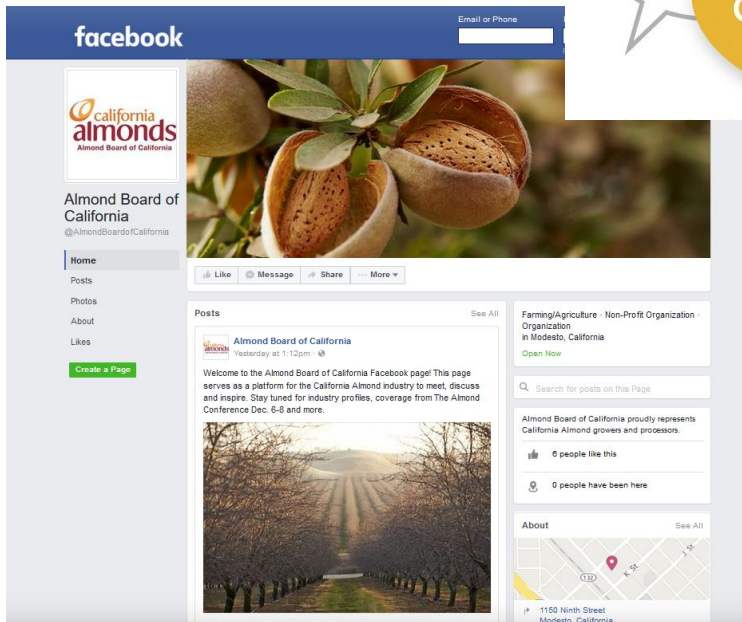 facebook
Email or Phone
california
almonds
Almond Board of California
Almond Board of
California
@AlmondBoardofCalifornia
Home
Posts
Photos
About
Likes
Create a Page
Like
Message
Share
More
Posts
See All
Almond Board of California
Yesterday at 1:12pm
Welcome to the Almond Board of California Facebook page! This page
serves as a platform for the California Almond industry to meet, discuss
and inspire. Stay tuned for industry profiles, coverage from The Almond
Conference Dec. 6-8 and more.
Farming/Agriculture · Non-Profit Organization ·
Organization
in Modesto, California
Open Now
Search for posts on this Page
Almond Board of California proudly represents
California Almond growers and processors.
6 people like this
0 people have been here
About
See All
132
K St
J St
1150 Ninth Street
Modesto, California